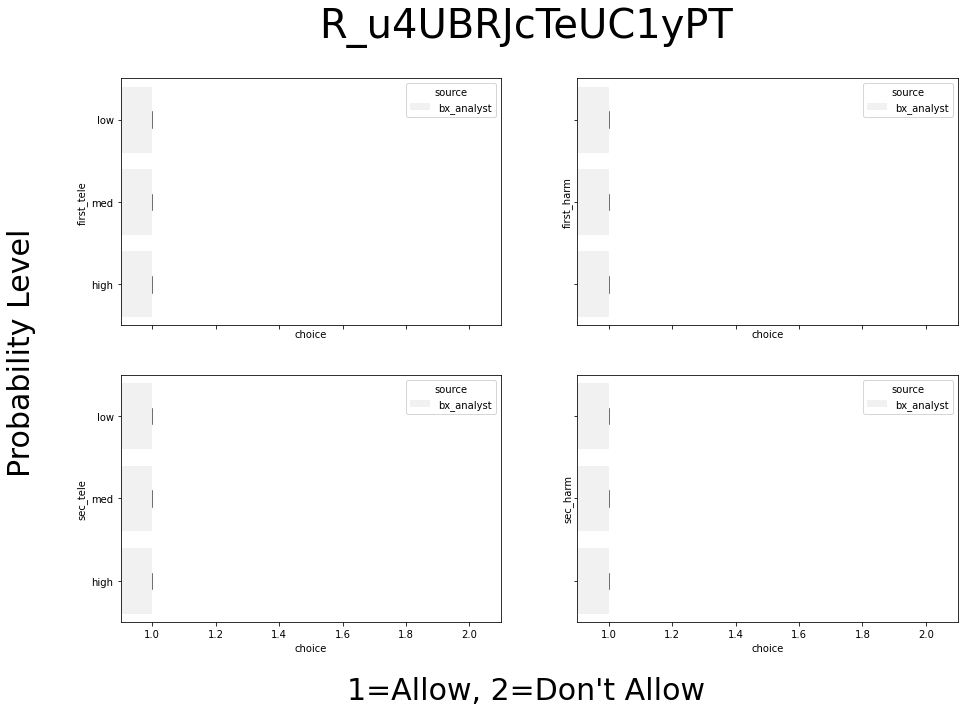 R_u4UBRJcTeUC1yPT
source
bx_analyst
low
med
high
first_tele
choice
source
bx_analyst
first_harm
choice
Probability Level
source
bx_analyst
low
med
high
sec_tele
1.0 1.2 1.4 1.6 1.8 2.0
choice
source
bx_analyst
sec_harm
1.0 1.2 1.4 1.6 1.8 2.0
choice
1=Allow, 2=Don't Allow